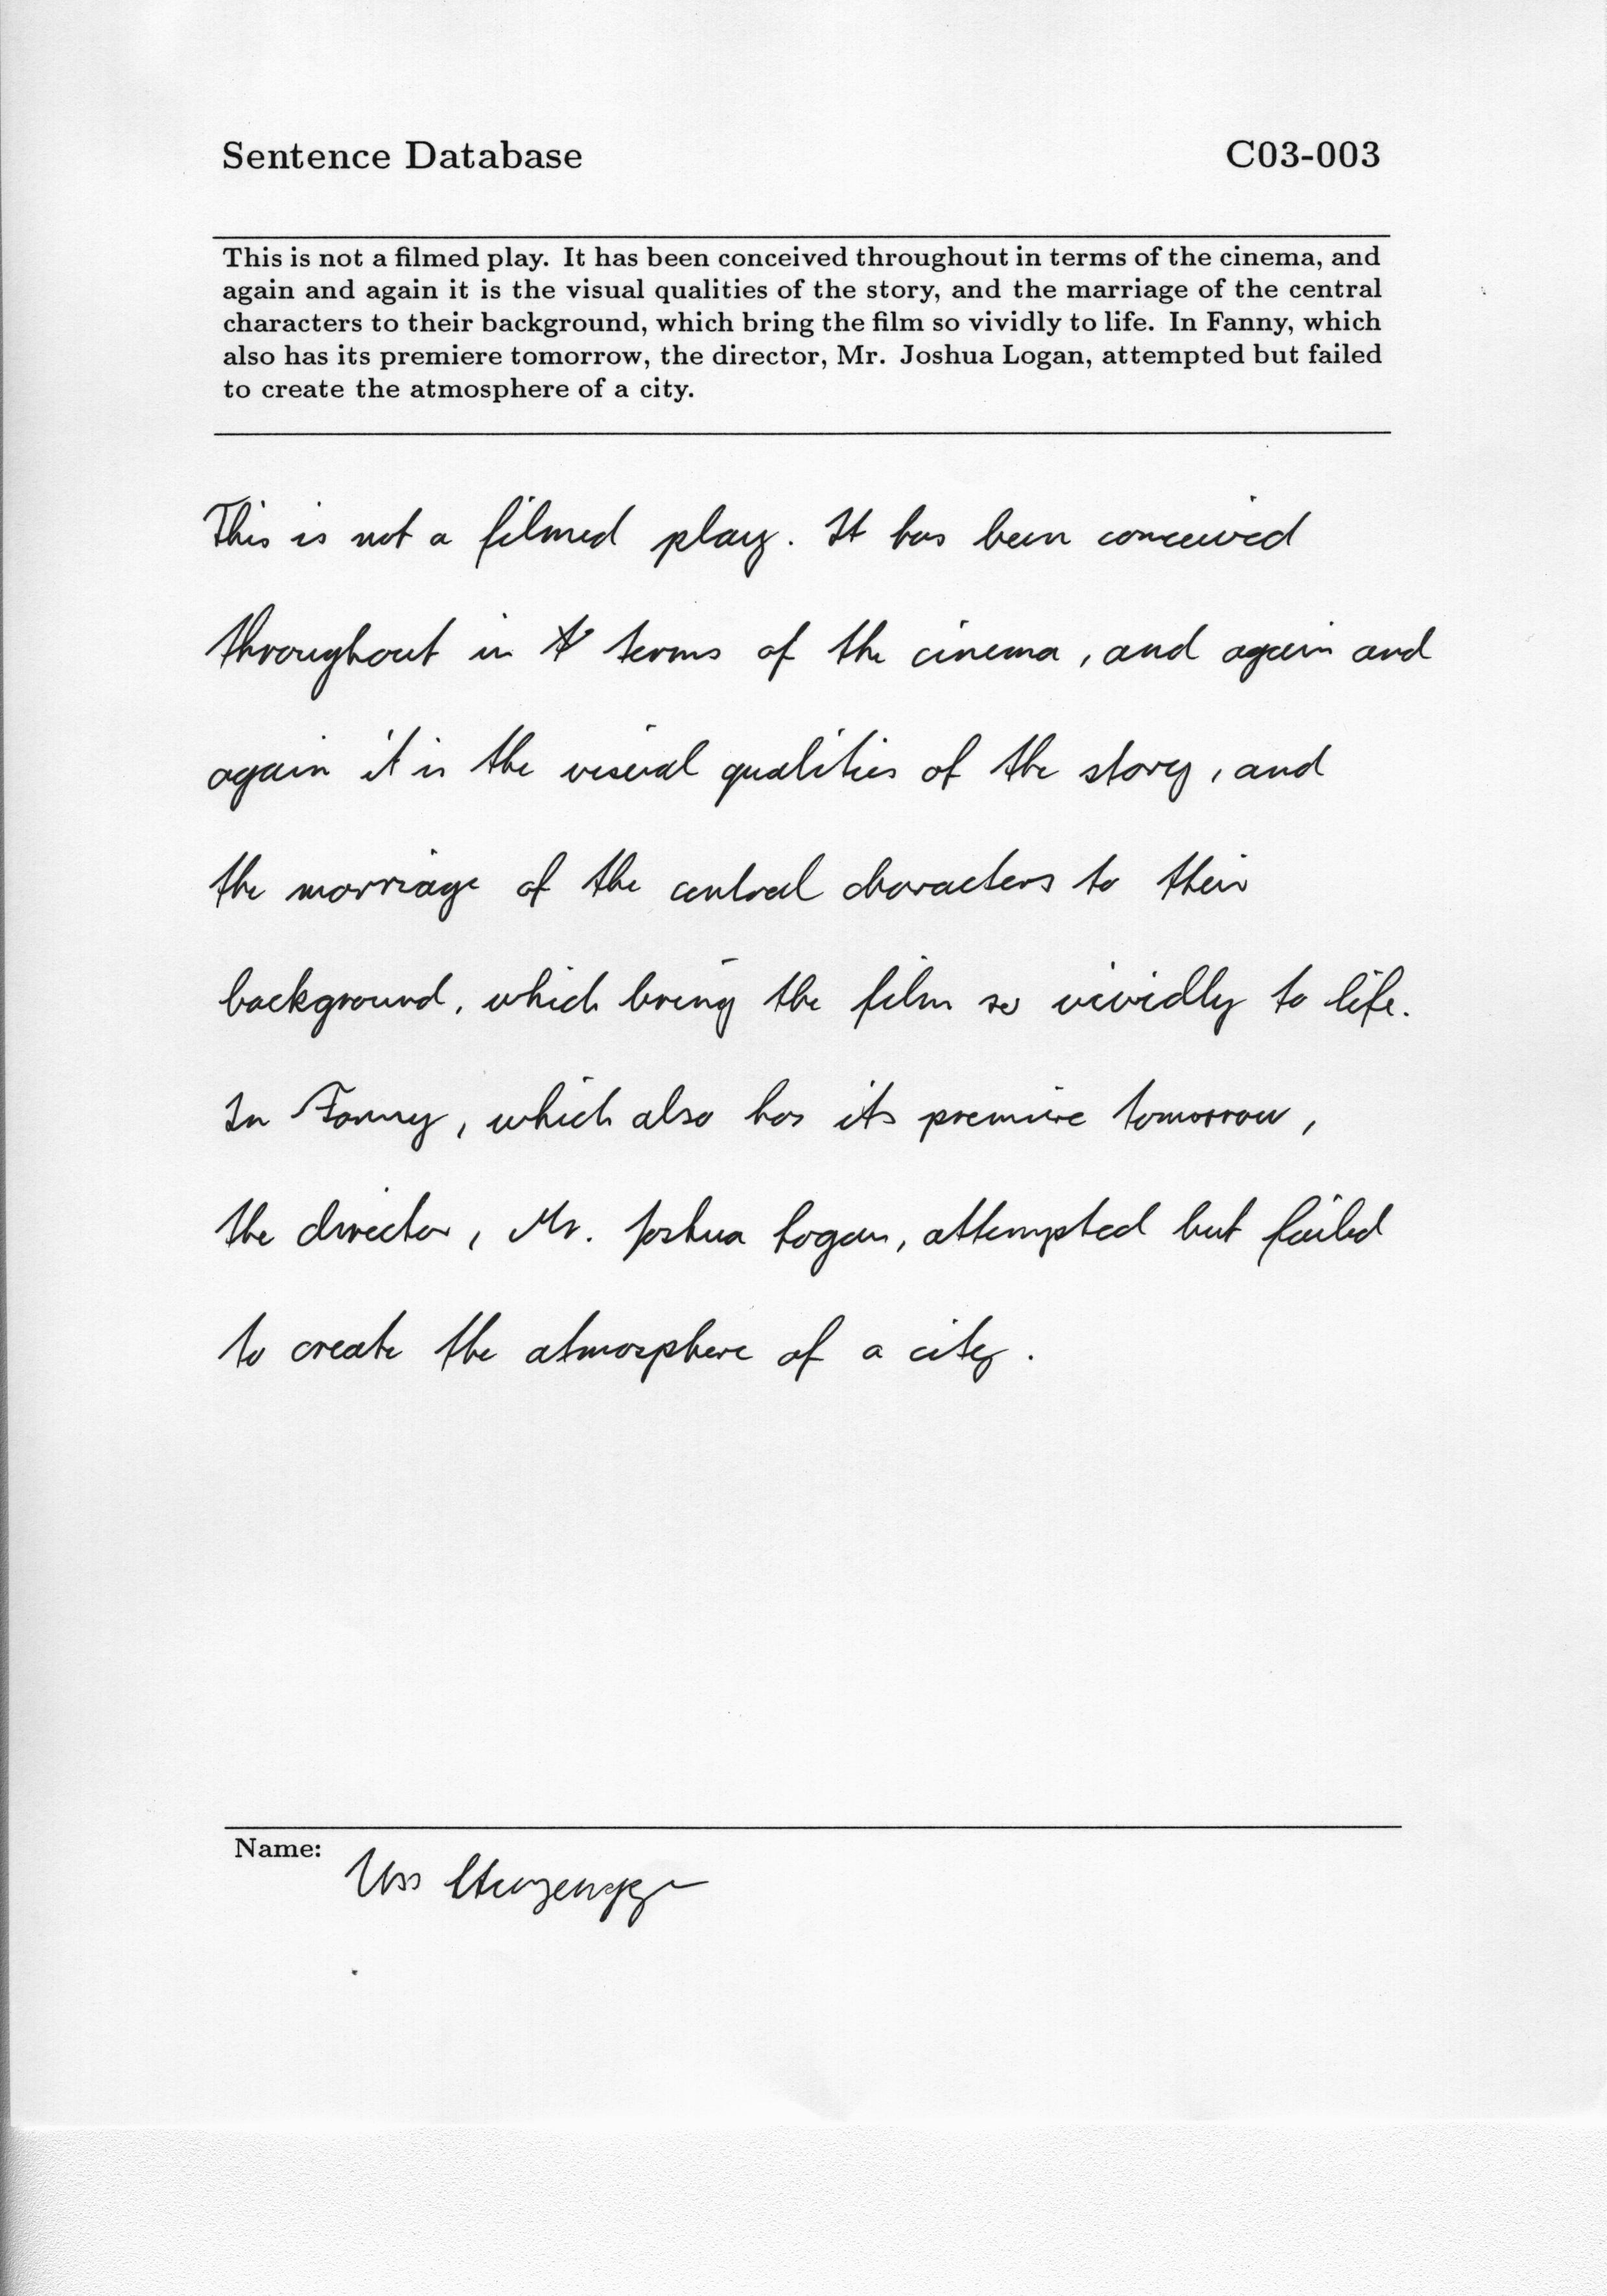 Sentence Database C03-003
This is not a filmed play. It has been conceived throughout in terms of the cinema, and
again and again it is the visual qualities of the story, and the marriage of the central
characters to their background, which bring the film so vividly to life. In Fanny, which
also has its premiere tomorrow, the director, Mr. Joshua Logan, attempted but failed
to create the atmosphere of a city.
This is not a filmed play. It has been conceived
throughout in terms of the cinema, and again and
again it is the visual qualities of the story, and
the marriage of the central characters to their
background, which bring the film so vividly to life.
In Fanny, which also has its premiere tomorrow,
the director, Mr. Joshua Logan, attempted but failed
to create the atmosphere of a city.
Name: